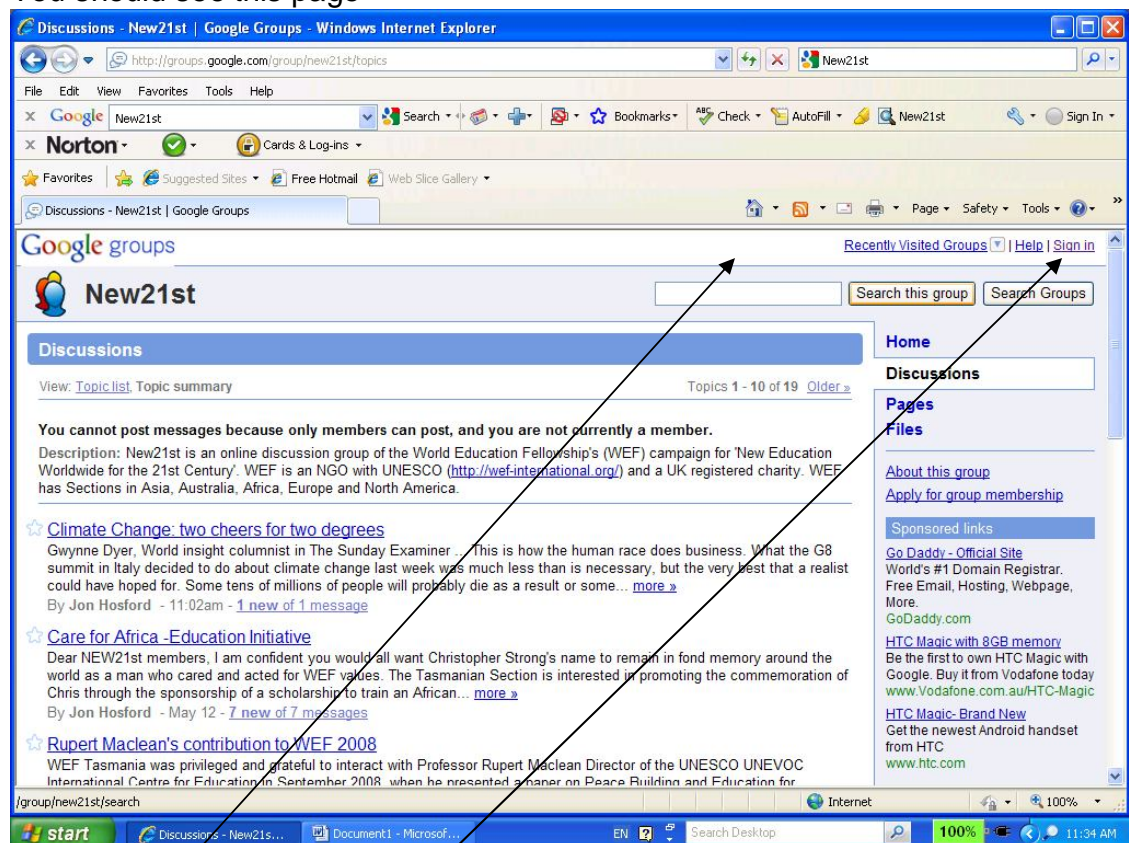 You should see this page
Discussions - New21st | Google Groups - Windows Internet Explorer
http://groups.google.com/group/new21st/topics
New21st
File Edit View Favorites Tools Help
x Google New21st Search Bookmarks Check AutoFill New21st Sign In
x Norton Cards & Log-ins
Favorites Suggested Sites Free Hotmail Web Slice Gallery
Discussions - New21st | Google Groups
Page Safety Tools »
Google groups
Recently Visited Groups | Help | Sign in
New21st
Search this group Search Groups
Discussions
View: Topic list, Topic summary Topics 1 - 10 of 19 Older »
You cannot post messages because only members can post, and you are not currently a member.
Description: New21st is an online discussion group of the World Education Fellowship's (WEF) campaign for 'New Education
Worldwide for the 21st Century'. WEF is an NGO with UNESCO (http://wef-international.org/) and a UK registered charity. WEF
has Sections in Asia, Australia, Africa, Europe and North America.
Climate Change: two cheers for two degrees
Gwynne Dyer, World insight columnist in The Sunday Examiner ... This is how the human race does business. What the G8
summit in Italy decided to do about climate change last week was much less than is necessary, but the very best that a realist
could have hoped for. Some tens of millions of people will probably die as a result or some... more »
By Jon Hosford - 11:02am - 1 new of 1 message
Care for Africa -Education Initiative
Dear NEW21st members, I am confident you would all want Christopher Strong's name to remain in fond memory around the
world as a man who cared and acted for WEF values. The Tasmanian Section is interested in promoting the commemoration of
Chris through the sponsorship of a scholarship to train an African... more »
By Jon Hosford - May 12 - 7 new of 7 messages
Rupert Maclean's contribution to WEF 2008
WEF Tasmania was privileged and grateful to interact with Professor Rupert Maclean Director of the UNESCO UNEVOC
International Centre for Education in September 2008, when he presented a paper on Peace Building and Education for
Home
Discussions
Pages
Files
About this group
Apply for group membership
Sponsored links
Go Daddy - Official Site
World's #1 Domain Registrar.
Free Email, Hosting, Webpage,
More.
GoDaddy.com
HTC Magic with 8GB memory
Be the first to own HTC Magic with
Google. Buy it from Vodafone today
www.Vodafone.com.au/HTC-Magic
HTC Magic- Brand New
Get the newest Android handset
from HTC
www.htc.com
/group/new21st/search Internet 100%
start Discussions - New21s... Document1 - Microsof... EN Search Desktop 100% 11:34 AM